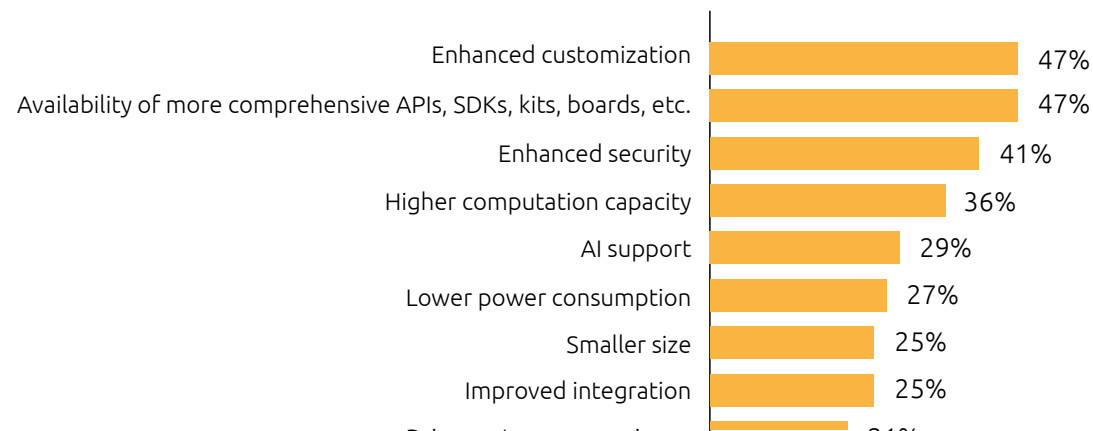 Enhanced customization 47%
Availability of more comprehensive APIs, SDKs, kits, boards, etc. 47%
Enhanced security 41%
Higher computation capacity 36%
AI support 29%
Lower power consumption 27%
Smaller size 25%
Improved integration 25%